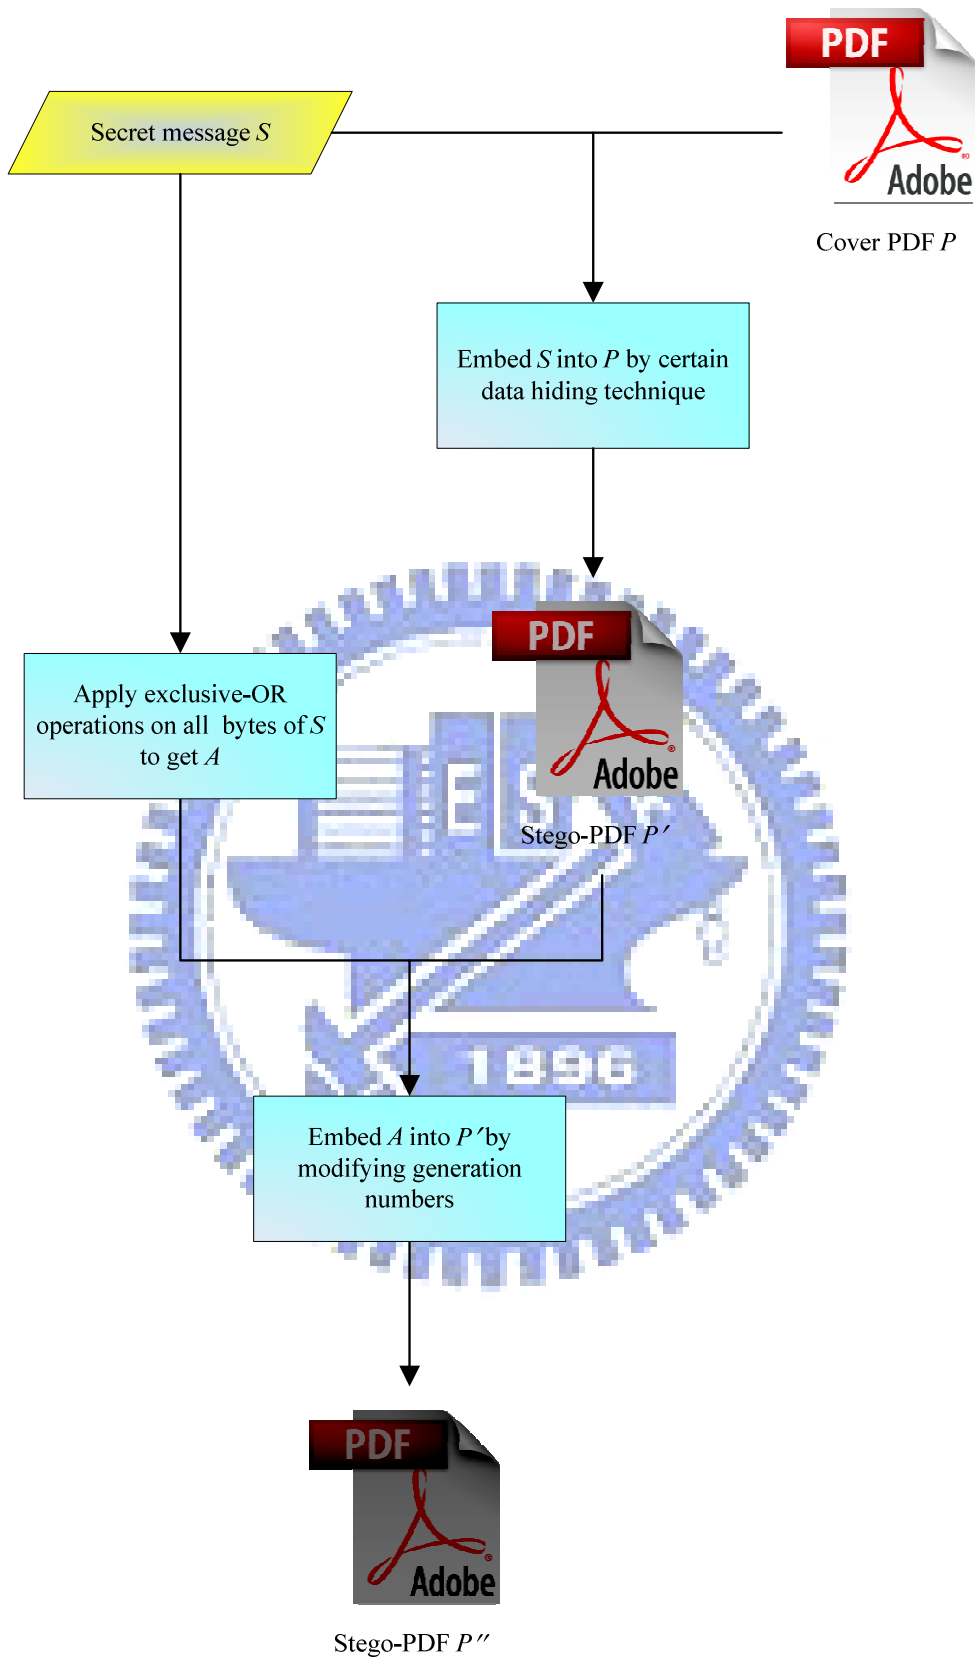 PDF
Adobe
Cover PDF P
Secret message S
Embed S into P by certain
data hiding technique
PDF
Adobe
Stego-PDF P′
Apply exclusive-OR
operations on all bytes of S
to get A
1896
Embed A into P′ by
modifying generation
numbers
PDF
Adobe
Stego-PDF P″